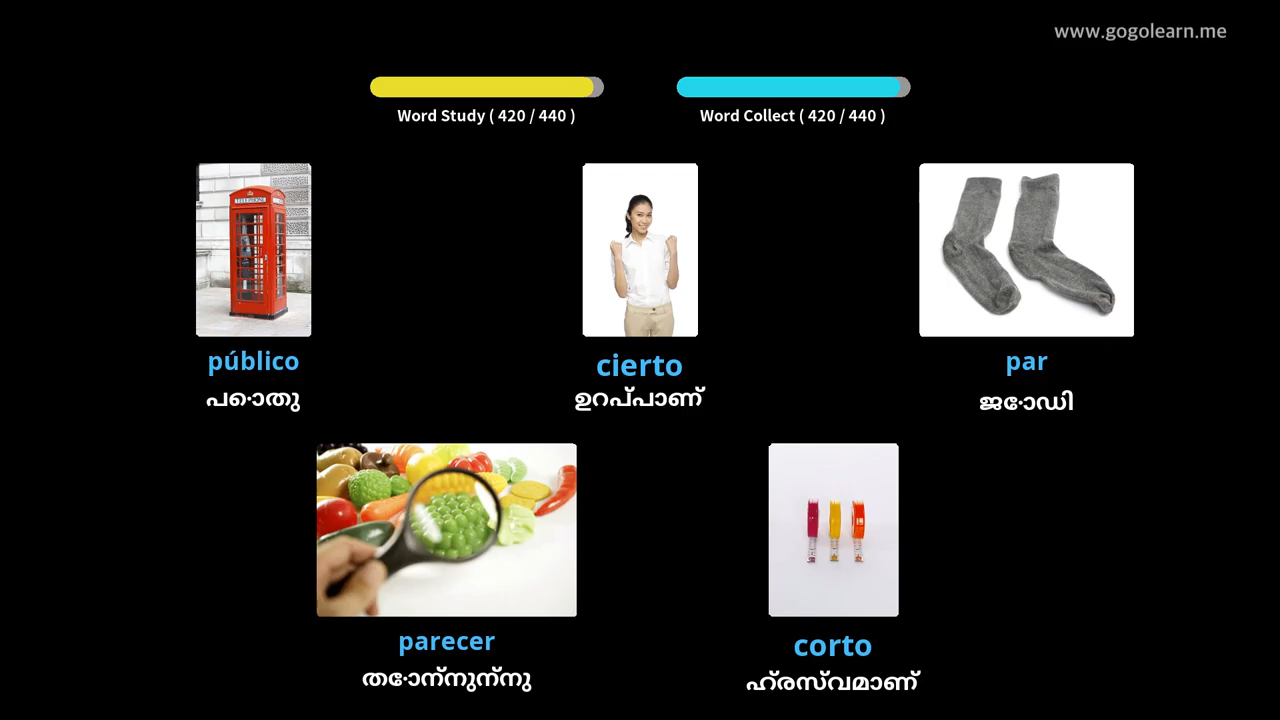 www.gogolearn.me
Word Study ( 420 / 440 )
Word Collect ( 420 / 440 )
TELEPHONE
público
cierto
par
പൊതു
ഉറപ്പാണ്
ജോഡി
parecer
corto
തോന്നുന്നു
ഹ്രസ്വമാണ്